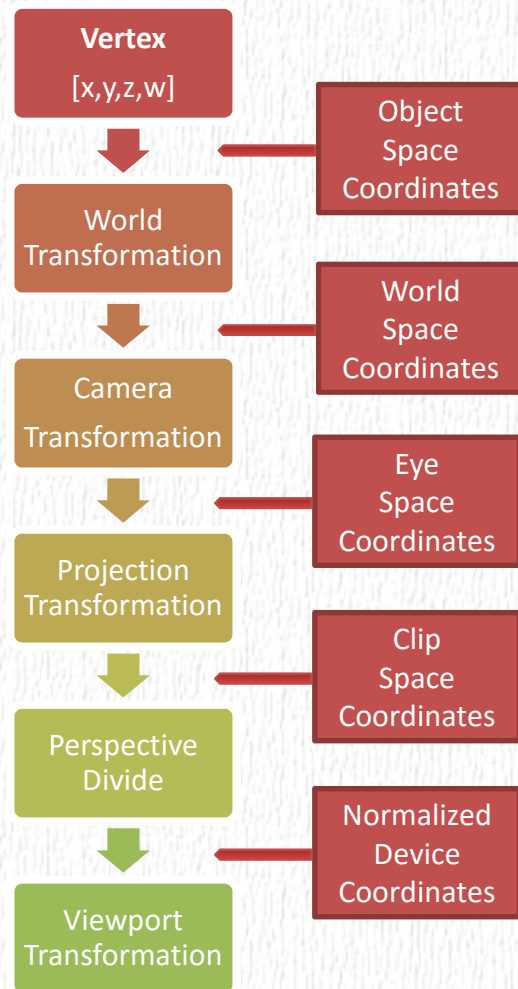 Vertex
[x,y,z,w]
Object
Space
Coordinates
World
Transformation
World
Space
Coordinates
Camera
Transformation
Eye
Space
Coordinates
Projection
Transformation
Clip
Space
Coordinates
Perspective
Divide
Normalized
Device
Coordinates
Viewport
Transformation